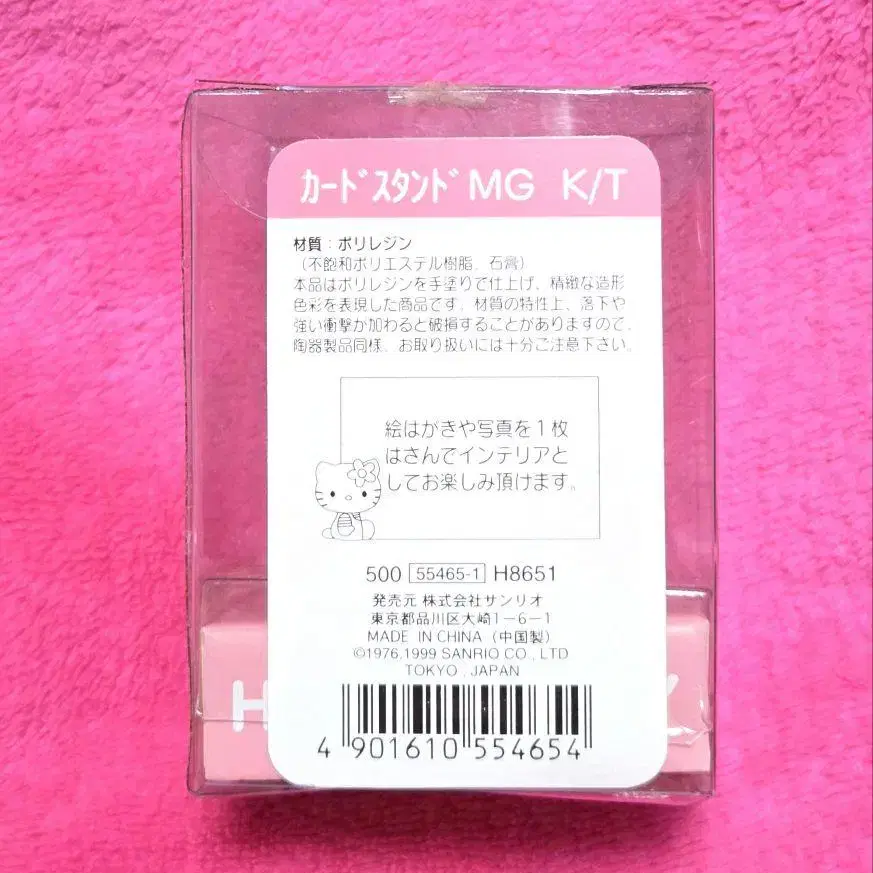 カードスタンド MG K/T
材質:ポリレジン
(不飽和ポリエステル樹脂、石膏)
本品はポリレジンを手塗りで仕上げ、精緻な造形
色彩を表現した商品です。材質の特性上、落下や
強い衝撃が加わると破損することがありますので、
陶器製品同様、お取り扱いには十分ご注意下さい。
絵はがきや写真を1枚
はさんでインテリアと
してお楽しみ頂けます。
500 55465-1 H8651
発売元 株式会社サンリオ
東京都品川区大崎1-6-1
MADE IN CHINA (中国製)
©1976,1999 SANRIO CO., LTD
TOKYO, JAPAN
4 901610 554654
H Y